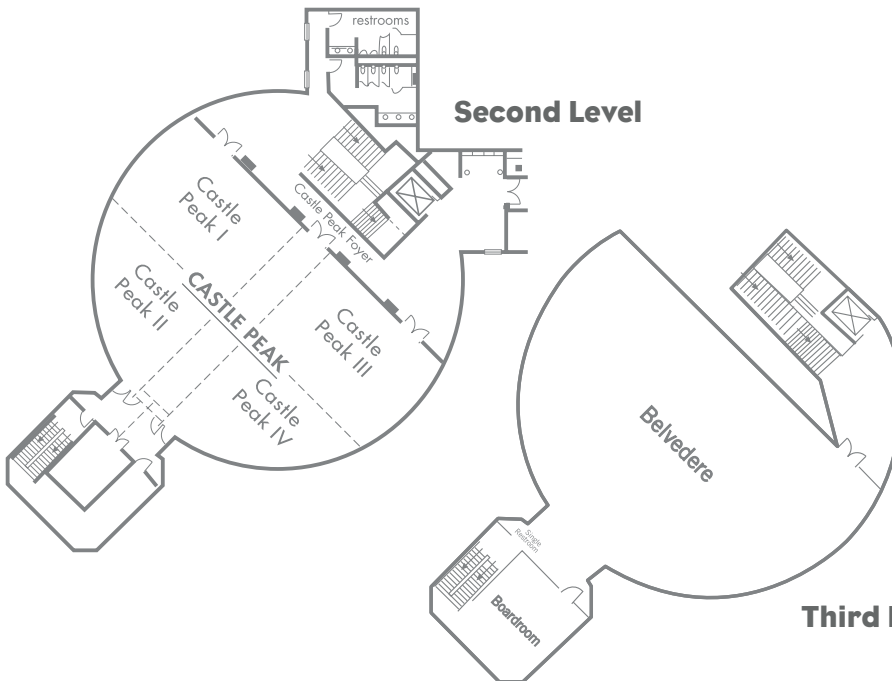 restrooms
Second Level
Castle
Peak I
Castle Peak Foyer
Castle
Peak II
CASTLE PEAK
Castle
Peak III
Castle
Peak IV
Belvedere
Single
Restroom
Boardroom
Third